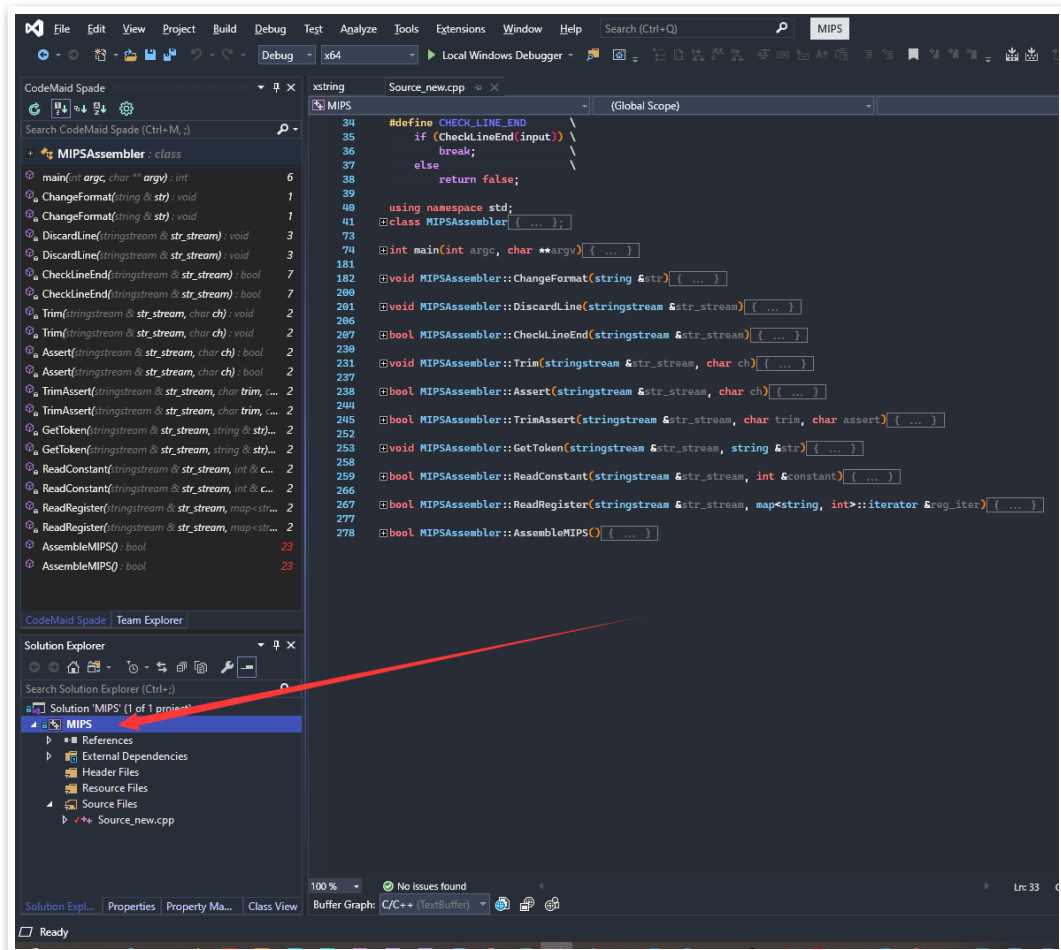 File Edit View Project Build Debug Test Analyze Tools Extensions Window Help Search (Ctrl+Q) MIPS
Debug x64 Local Windows Debugger
CodeMaid Spade
Search CodeMaid Spade (Ctrl+M, ;)
MIPSAssembler : class
main(int argc, char ** argv) : int 6
ChangeFormat(string & str) : void 1
ChangeFormat(string & str) : void 1
DiscardLine(stringstream & str_stream) : void 3
DiscardLine(stringstream & str_stream) : void 3
CheckLineEnd(stringstream & str_stream) : bool 7
CheckLineEnd(stringstream & str_stream) : bool 7
Trim(stringstream & str_stream, char ch) : void 2
Trim(stringstream & str_stream, char ch) : void 2
Assert(stringstream & str_stream, char ch) : bool 2
Assert(stringstream & str_stream, char ch) : bool 2
TrimAssert(stringstream & str_stream, char trim, c... 2
TrimAssert(stringstream & str_stream, char trim, c... 2
GetToken(stringstream & str_stream, string & str)... 2
GetToken(stringstream & str_stream, string & str)... 2
ReadConstant(stringstream & str_stream, int & c... 2
ReadConstant(stringstream & str_stream, int & c... 2
ReadRegister(stringstream & str_stream, map<str... 2
ReadRegister(stringstream & str_stream, map<str... 2
AssembleMIPS() : bool 23
AssembleMIPS() : bool 23
CodeMaid Spade Team Explorer
Solution Explorer
Search Solution Explorer (Ctrl+;)
Solution 'MIPS' (1 of 1 project)
MIPS
References
External Dependencies
Header Files
Resource Files
Source Files
Source_new.cpp
Solution Expl... Properties Property Ma... Class View
xstring Source_new.cpp
MIPS (Global Scope)
34 #define CHECK_LINE_END \
35 if (CheckLineEnd(input)) \
36 break; \
37 else \
38 return false;
39
40 using namespace std;
41 class MIPSAssembler { ... };
73
74 int main(int argc, char **argv) { ... }
181
182 void MIPSAssembler::ChangeFormat(string &str) { ... }
200
201 void MIPSAssembler::DiscardLine(stringstream &str_stream) { ... }
206
207 bool MIPSAssembler::CheckLineEnd(stringstream &str_stream) { ... }
230
231 void MIPSAssembler::Trim(stringstream &str_stream, char ch) { ... }
237
238 bool MIPSAssembler::Assert(stringstream &str_stream, char ch) { ... }
244
245 bool MIPSAssembler::TrimAssert(stringstream &str_stream, char trim, char assert) { ... }
252
253 void MIPSAssembler::GetToken(stringstream &str_stream, string &str) { ... }
258
259 bool MIPSAssembler::ReadConstant(stringstream &str_stream, int &constant) { ... }
266
267 bool MIPSAssembler::ReadRegister(stringstream &str_stream, map<string, int>::iterator &reg_iter) { ... }
277
278 bool MIPSAssembler::AssembleMIPS() { ... }
100 % No issues found Ln: 33
Buffer Graph: C/C++ (TextBuffer)
Ready